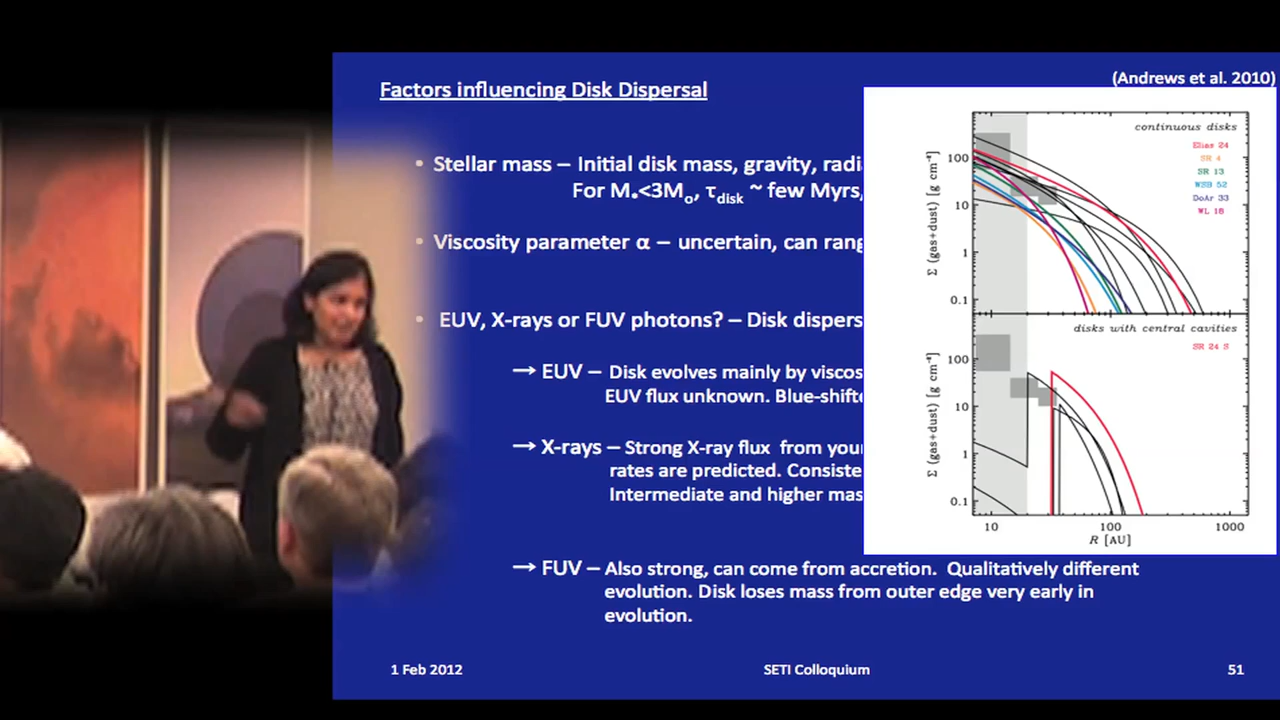 Factors influencing Disk Dispersal
(Andrews et al. 2010)
• Stellar mass – Initial disk mass, gravity, radi
For M*<3Mo, τdisk ~ few Myrs,
• Viscosity parameter α – uncertain, can rang
• EUV, X-rays or FUV photons? – Disk dispers
→ EUV – Disk evolves mainly by viscos
EUV flux unknown. Blue-shifte
→ X-rays – Strong X-ray flux from your
rates are predicted. Consiste
Intermediate and higher mas
→ FUV – Also strong, can come from accretion. Qualitatively different
evolution. Disk loses mass from outer edge very early in
evolution.
continuous disks
Elias 24
SR 4
SR 13
WSB 52
DoAr 33
WL 18
Σ (gas+dust) [g cm⁻²]
100
10
1
0.1
disks with central cavities
SR 24 S
Σ (gas+dust) [g cm⁻²]
100
10
1
0.1
10 100 1000
R [AU]
1 Feb 2012 SETI Colloquium 51